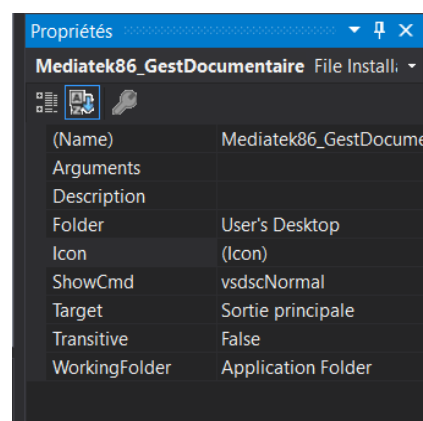 Propriétés
Mediatek86_GestDocumentaire File Install
(Name) Mediatek86_GestDocume
Arguments
Description
Folder User's Desktop
Icon (Icon)
ShowCmd vsdscNormal
Target Sortie principale
Transitive False
WorkingFolder Application Folder